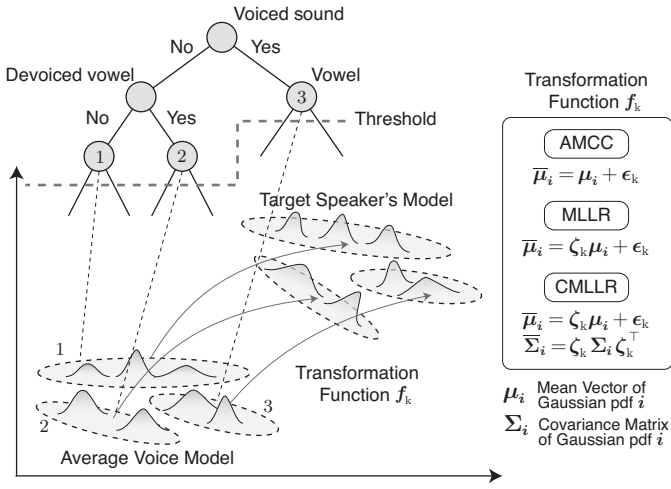 Voiced sound
No
Yes
Devoiced vowel
Vowel
No
Yes
3
Threshold
1
2
Target Speaker's Model
1
2
3
Transformation
Function f_k
Average Voice Model
Transformation
Function f_k
AMCC
μ̅_i = μ_i + ϵ_k
MLLR
μ̅_i = ζ_k μ_i + ϵ_k
CMLLR
μ̅_i = ζ_k μ_i + ϵ_k
Σ̅_i = ζ_k Σ_i ζ_k^⊤
μ_i Mean Vector of
Gaussian pdf i
Σ_i Covariance Matrix
of Gaussian pdf i